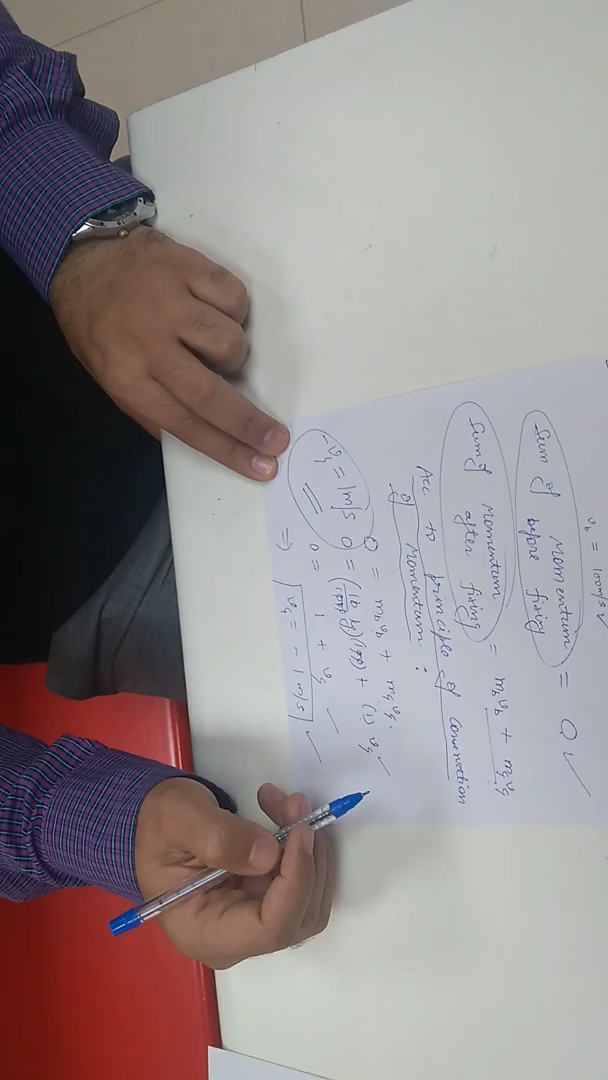 v_b = 100 m/s
Sum of momentum before firing = 0 ✓
Sum of momentum after firing = m_b v_b + m_g v_g
Acc to principle of conservation
of momentum :
0 = m_b v_b + m_g v_g.
0 = (10 g/1000)(100) + (1) v_g
0 = 1 + v_g
=> v_g = - 1 m/s
-v_g = 1 m/s